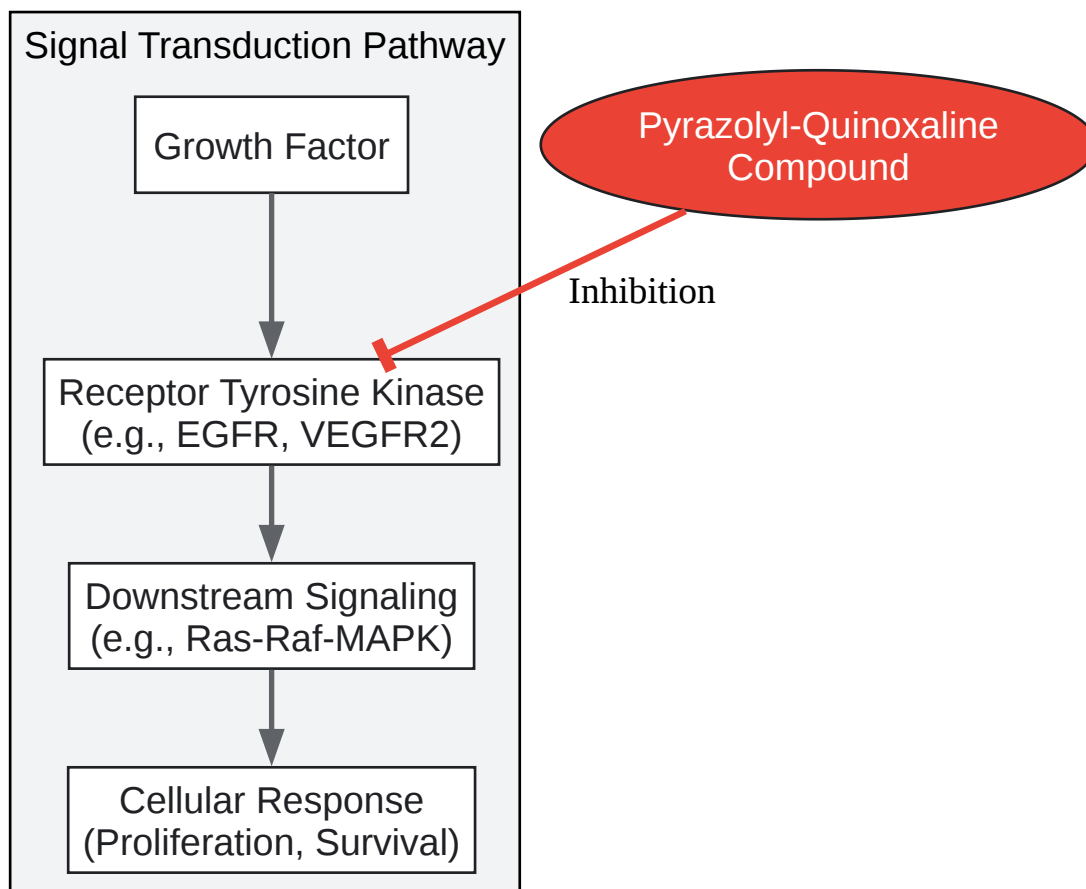 Signal Transduction Pathway
Growth Factor
Pyrazolyl-Quinoxaline
Compound
Inhibition
Receptor Tyrosine Kinase
(e.g., EGFR, VEGFR2)
Downstream Signaling
(e.g., Ras-Raf-MAPK)
Cellular Response
(Proliferation, Survival)